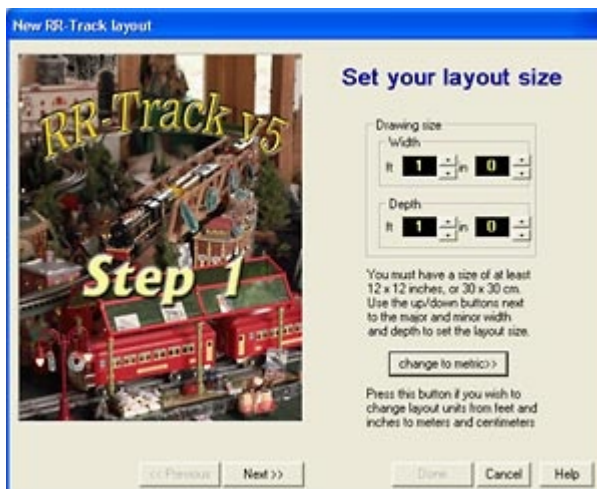 New RR-Track layout
RR-Track v5
Step 1
Set your layout size
Drawing size
Width
ft 1 in 0
Depth
ft 1 in 0
You must have a size of at least
12 x 12 inches, or 30 x 30 cm.
Use the up/down buttons next
to the major and minor width
and depth to set the layout size.
change to metric>>
Press this button if you wish to
change layout units from feet and
inches to meters and centimeters
<< Previous
Next >>
Done
Cancel
Help